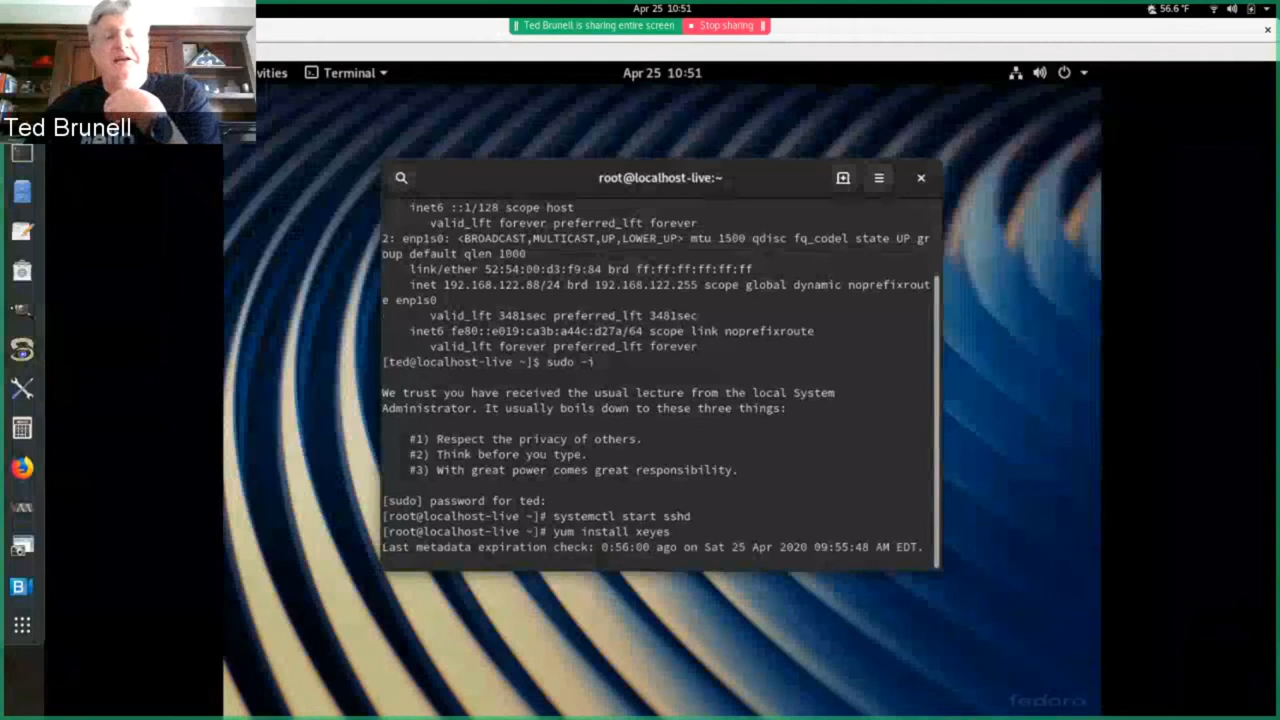 Apr 25 10:51
56.6 °F
Ted Brunell is sharing entire screen
Stop sharing
Ted Brunell
vities
Terminal
Apr 25 10:51
root@localhost-live:~
inet6 ::1/128 scope host
valid_lft forever preferred_lft forever
2: enp1s0: <BROADCAST,MULTICAST,UP,LOWER_UP> mtu 1500 qdisc fq_codel state UP gr
oup default qlen 1000
link/ether 52:54:00:d3:f9:84 brd ff:ff:ff:ff:ff:ff
inet 192.168.122.88/24 brd 192.168.122.255 scope global dynamic noprefixrout
e enp1s0
valid_lft 3481sec preferred_lft 3481sec
inet6 fe80::e019:ca3b:a44c:d27a/64 scope link noprefixroute
valid_lft forever preferred_lft forever
[ted@localhost-live ~]$ sudo -i
We trust you have received the usual lecture from the local System
Administrator. It usually boils down to these three things:
#1) Respect the privacy of others.
#2) Think before you type.
#3) With great power comes great responsibility.
[sudo] password for ted:
[root@localhost-live ~]# systemctl start sshd
[root@localhost-live ~]# yum install xeyes
Last metadata expiration check: 0:56:00 ago on Sat 25 Apr 2020 09:55:48 AM EDT.
fedora